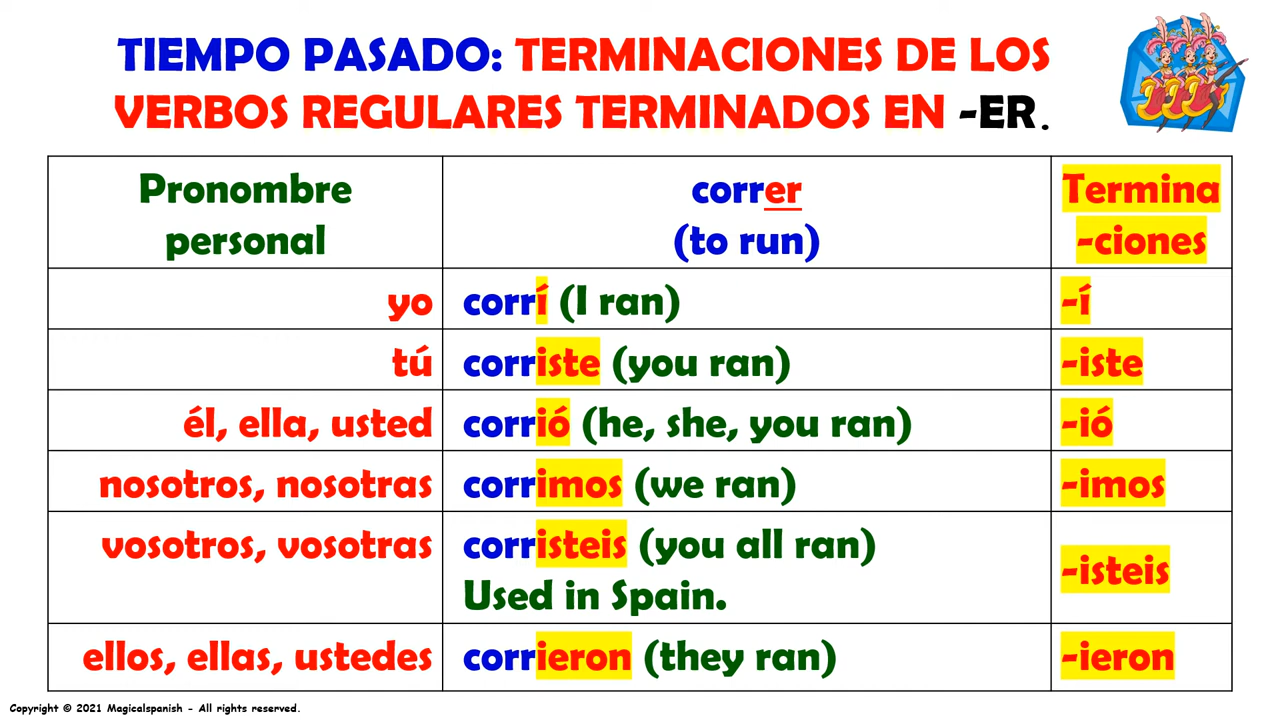 TIEMPO PASADO: TERMINACIONES DE LOS
VERBOS REGULARES TERMINADOS EN -ER.
Pronombre
personal
correr
(to run)
Termina
-ciones
yo
corrí (I ran)
-í
tú
corriste (you ran)
-iste
él, ella, usted
corrió (he, she, you ran)
-ió
nosotros, nosotras
corrimos (we ran)
-imos
vosotros, vosotras
corristeis (you all ran)
Used in Spain.
-isteis
ellos, ellas, ustedes
corrieron (they ran)
-ieron
Copyright © 2021 Magicalspanish - All rights reserved.